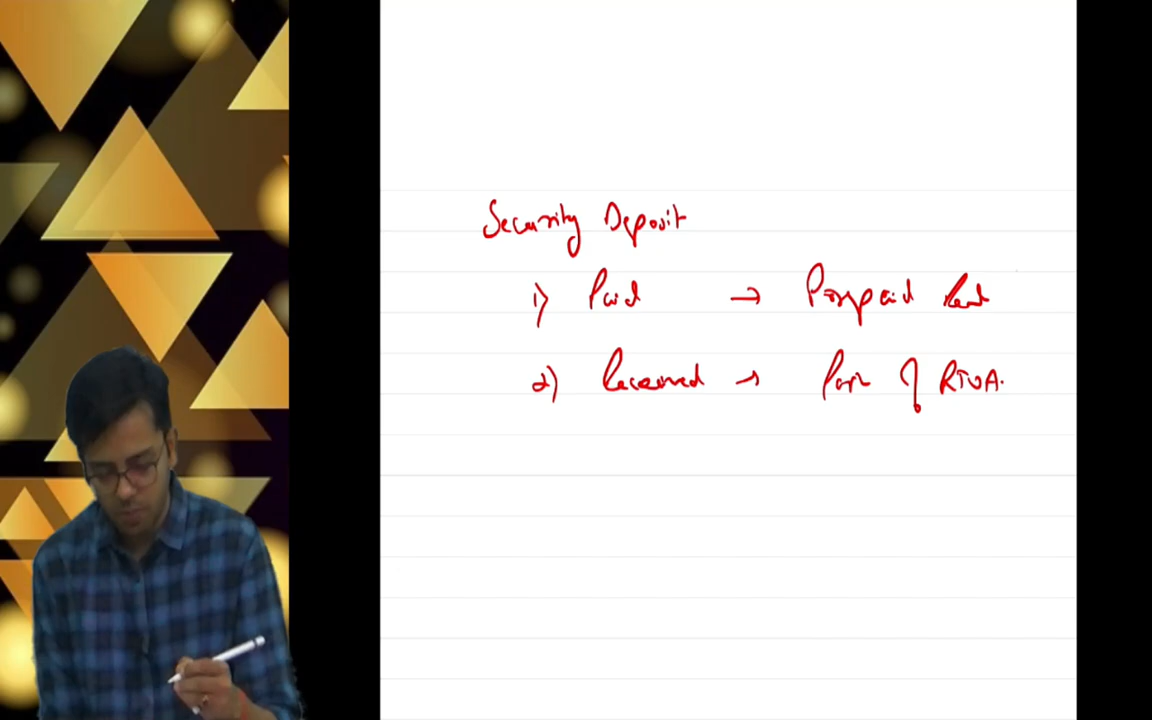 Security Deposit
1) Paid → Prepaid Rent
2) Received → Part of RTUA.